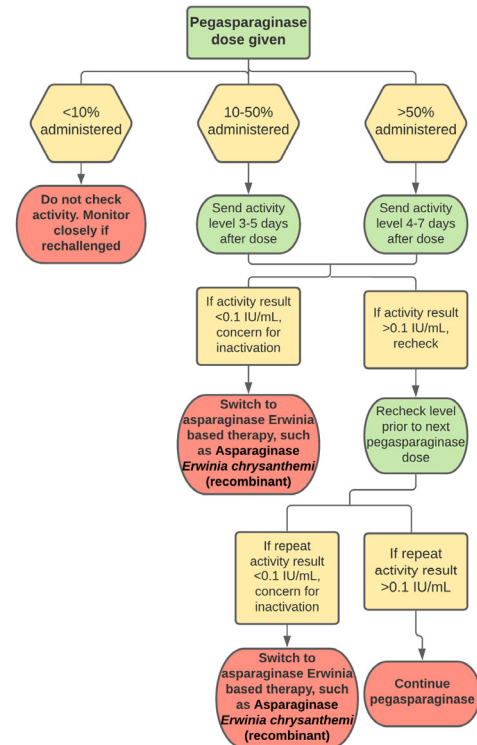 Pegasparaginase
dose given
<10%
administered
10-50%
administered
>50%
administered
Do not check
activity. Monitor
closely if
rechallenged
Send activity
level 3-5 days
after dose
Send activity
level 4-7 days
after dose
If activity result
<0.1 IU/mL,
concern for
inactivation
If activity result
>0.1 IU/mL,
recheck
Switch to
asparaginase Erwinia
based therapy, such
as Asparaginase
Erwinia chrysanthemi
(recombinant)
Recheck level
prior to next
pegasparaginase
dose
If repeat
activity result
<0.1 IU/mL,
concern for
inactivation
If repeat
activity result
>0.1 IU/mL
Switch to
asparaginase Erwinia
based therapy, such
as Asparaginase
Erwinia chrysanthemi
(recombinant)
Continue
pegasparaginase